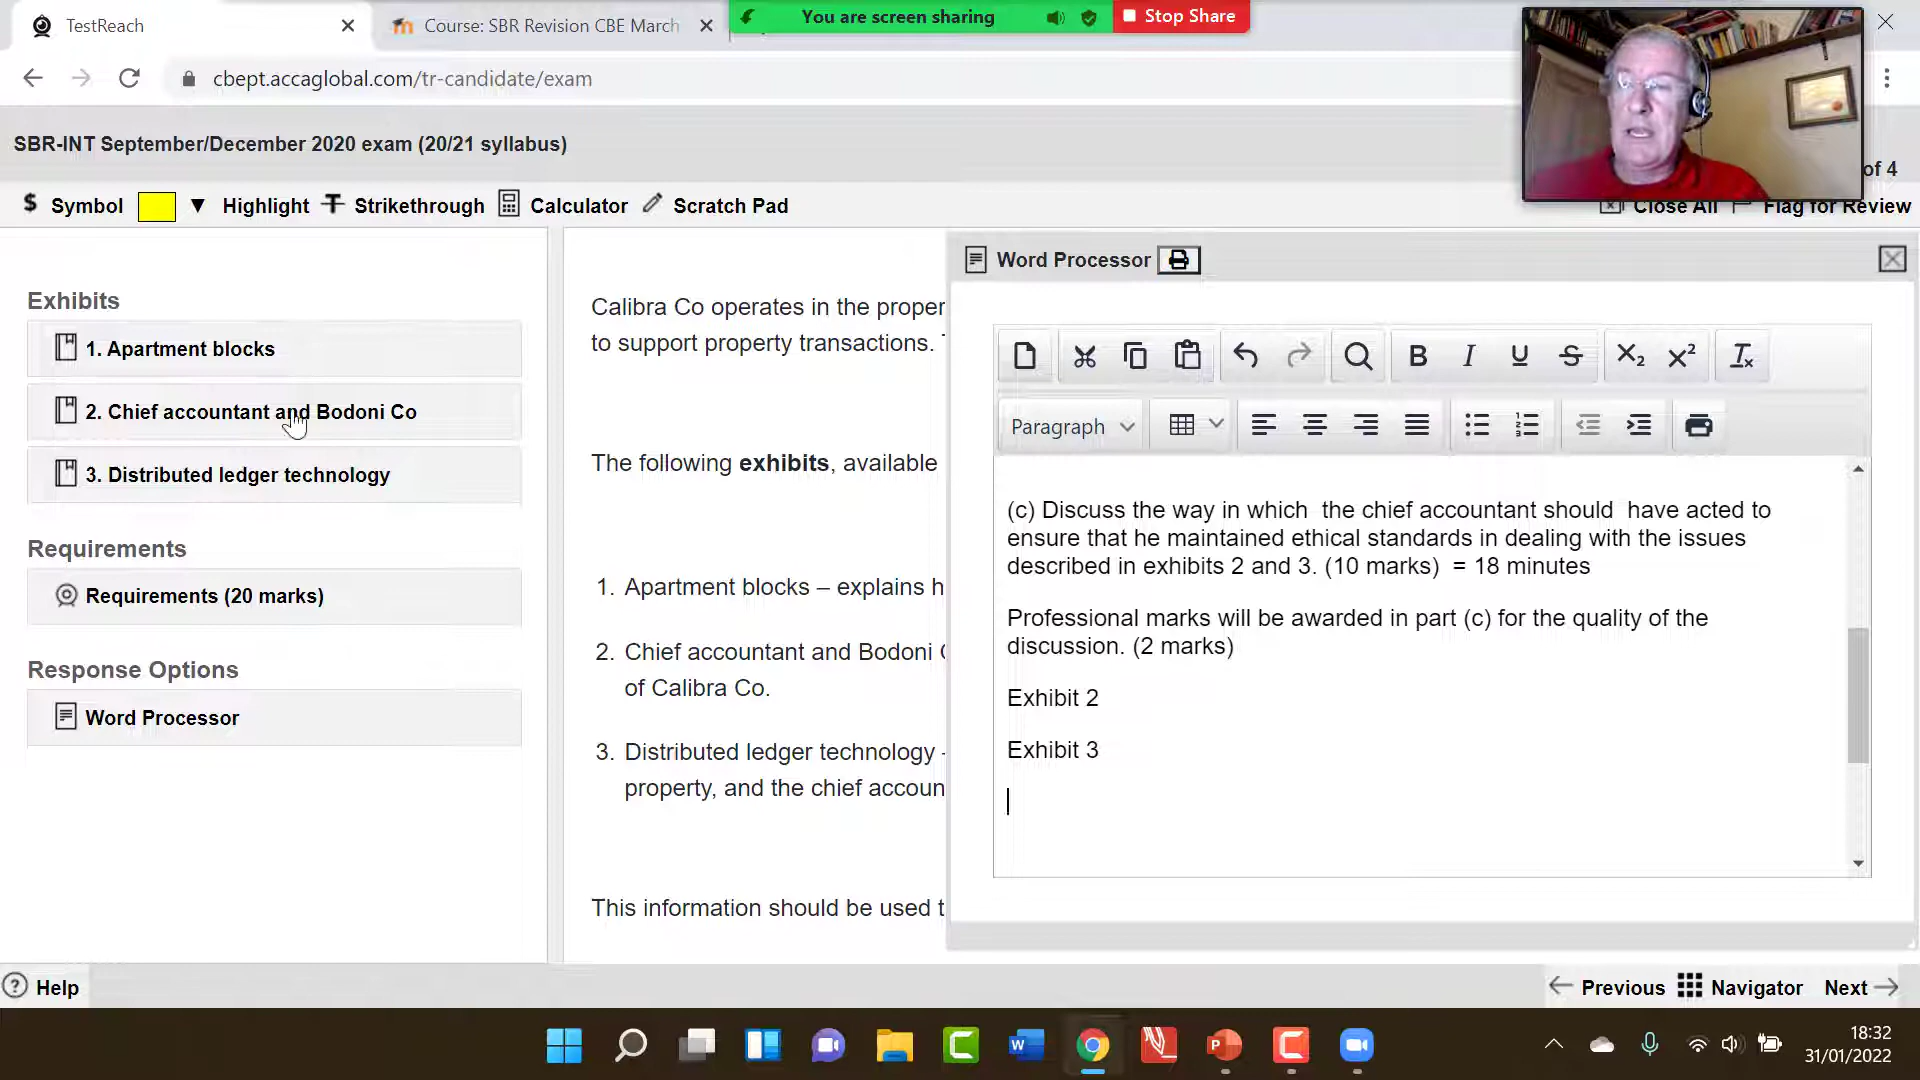 TestReach
Course: SBR Revision CBE March
You are screen sharing
Stop Share
cbept.accaglobal.com/tr-candidate/exam
SBR-INT September/December 2020 exam (20/21 syllabus)
of 4
$ Symbol
Highlight
Strikethrough
Calculator
Scratch Pad
Close All
Flag for Review
Exhibits
1. Apartment blocks
2. Chief accountant and Bodoni Co
3. Distributed ledger technology
Requirements
Requirements (20 marks)
Response Options
Word Processor
Calibra Co operates in the proper
to support property transactions.
The following exhibits, available
1. Apartment blocks – explains h
2. Chief accountant and Bodoni
of Calibra Co.
3. Distributed ledger technology -
property, and the chief accoun
This information should be used t
Word Processor
Paragraph
(c) Discuss the way in which the chief accountant should have acted to
ensure that he maintained ethical standards in dealing with the issues
described in exhibits 2 and 3. (10 marks) = 18 minutes
Professional marks will be awarded in part (c) for the quality of the
discussion. (2 marks)
Exhibit 2
Exhibit 3
Help
Previous
Navigator
Next
18:32
31/01/2022